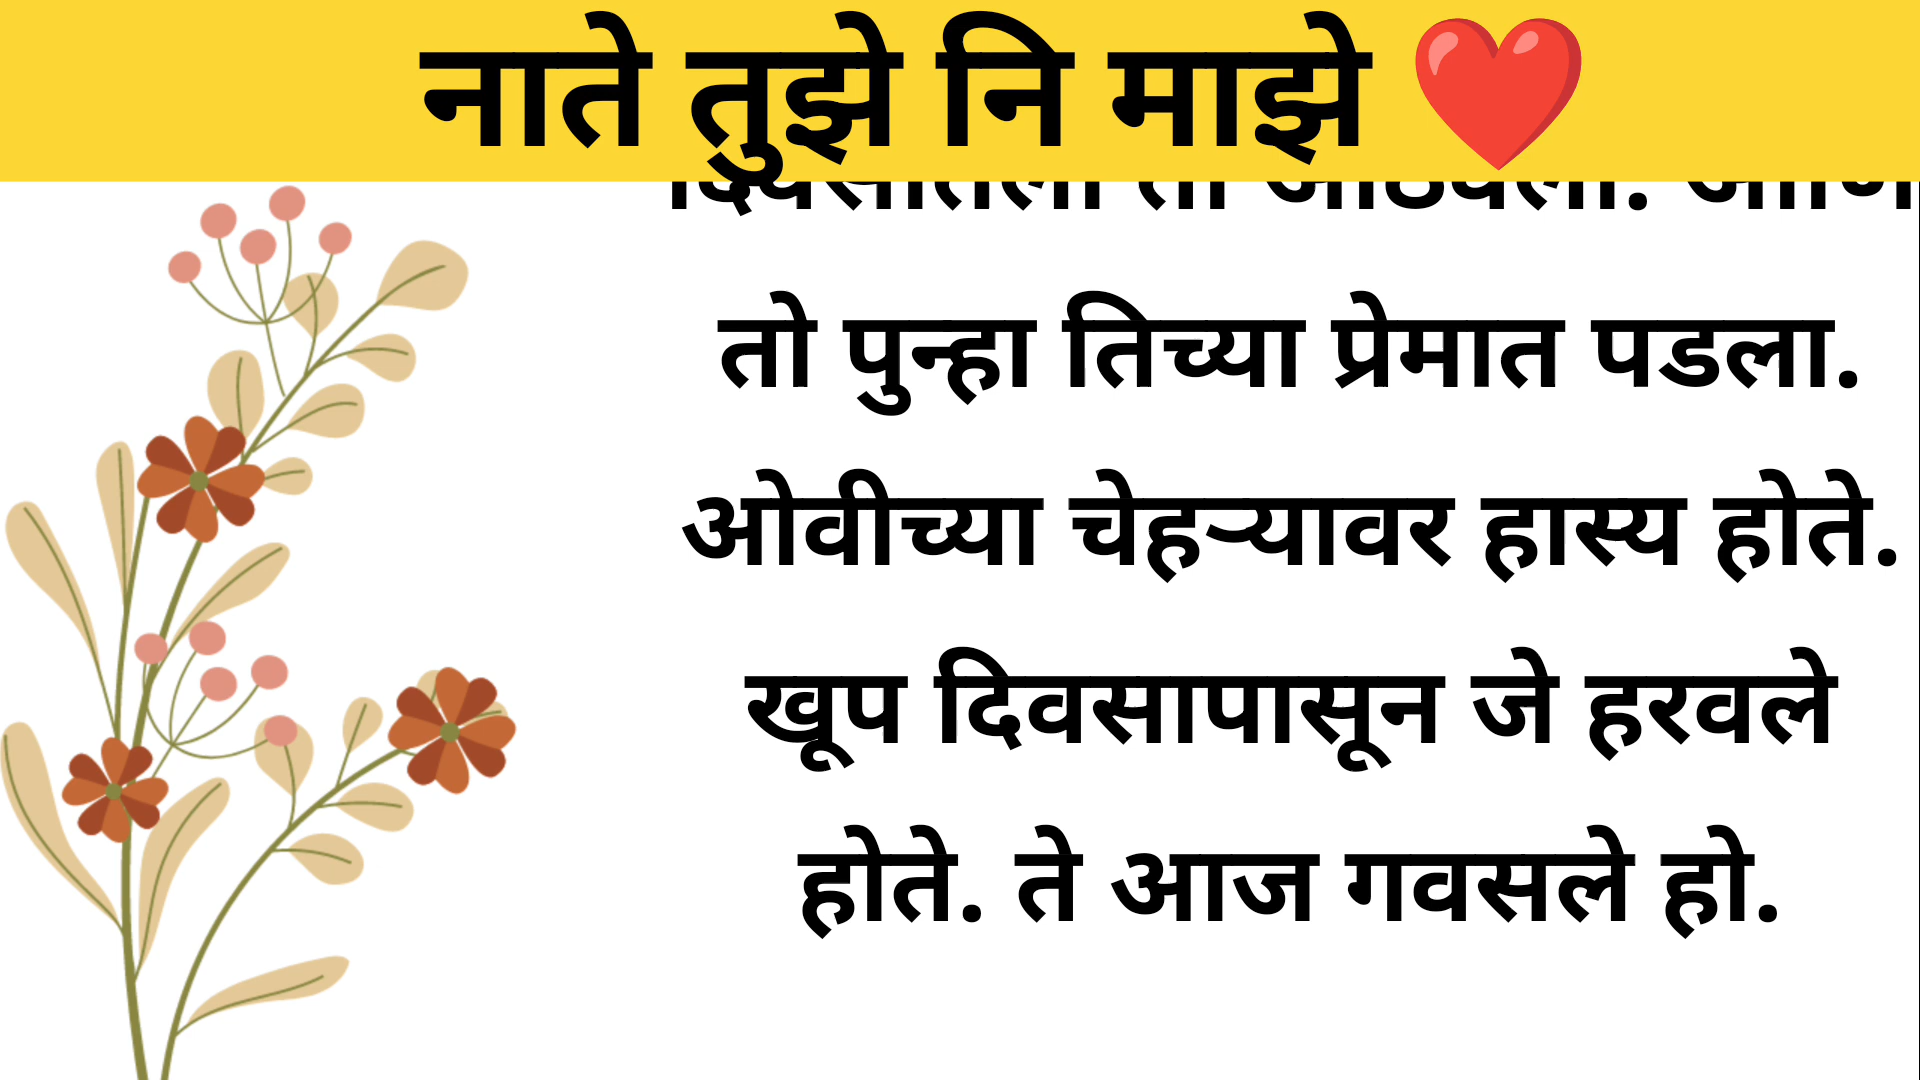 नाते तुझे नि माझे ❤️
तो पुन्हा तिच्या प्रेमात पडला.
ओवीच्या चेहऱ्यावर हास्य होते.
खूप दिवसापासून जे हरवले
होते. ते आज गवसले हो.